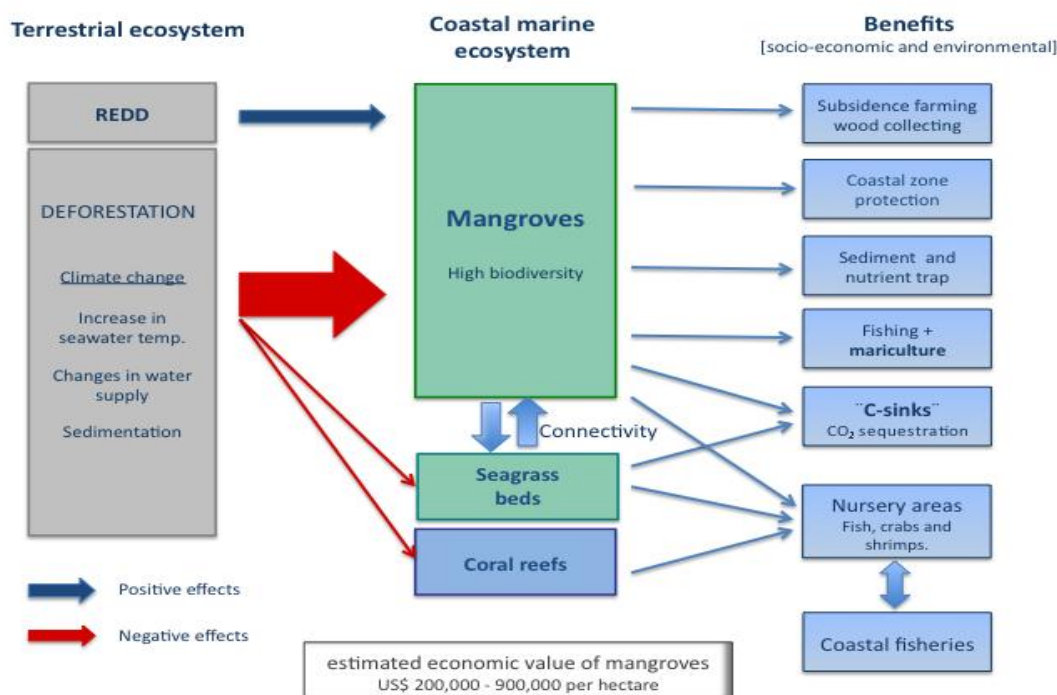 Terrestrial ecosystem
Coastal marine
ecosystem
Benefits
[socio-economic and environmental]
REDD
DEFORESTATION
Climate change
Increase in
seawater temp.
Changes in water
supply
Sedimentation
Mangroves
High biodiversity
Connectivity
Seagrass
beds
Coral reefs
Subsidence farming
wood collecting
Coastal zone
protection
Sediment and
nutrient trap
Fishing +
mariculture
¨C-sinks¨
CO₂ sequestration
Nursery areas
Fish, crabs and
shrimps.
Coastal fisheries
Positive effects
Negative effects
estimated economic value of mangroves
US$ 200,000 - 900,000 per hectare